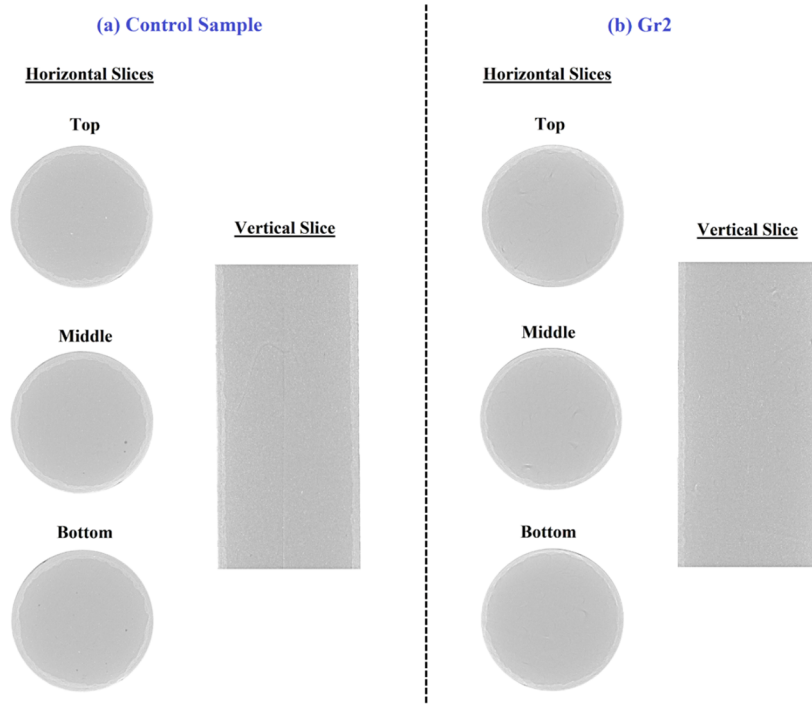 (a) Control Sample
Horizontal Slices
Top
Vertical Slice
Middle
Bottom
(b) Gr2
Horizontal Slices
Top
Vertical Slice
Middle
Bottom